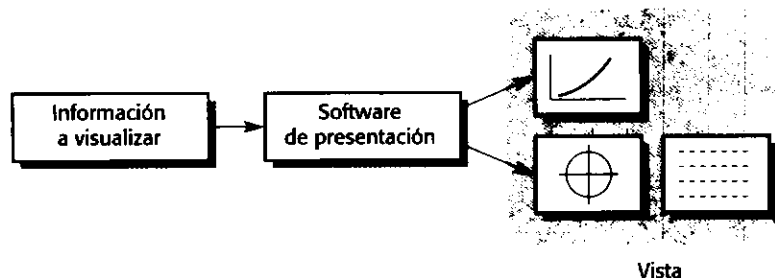 Información
a visualizar
Software
de presentación
Vista